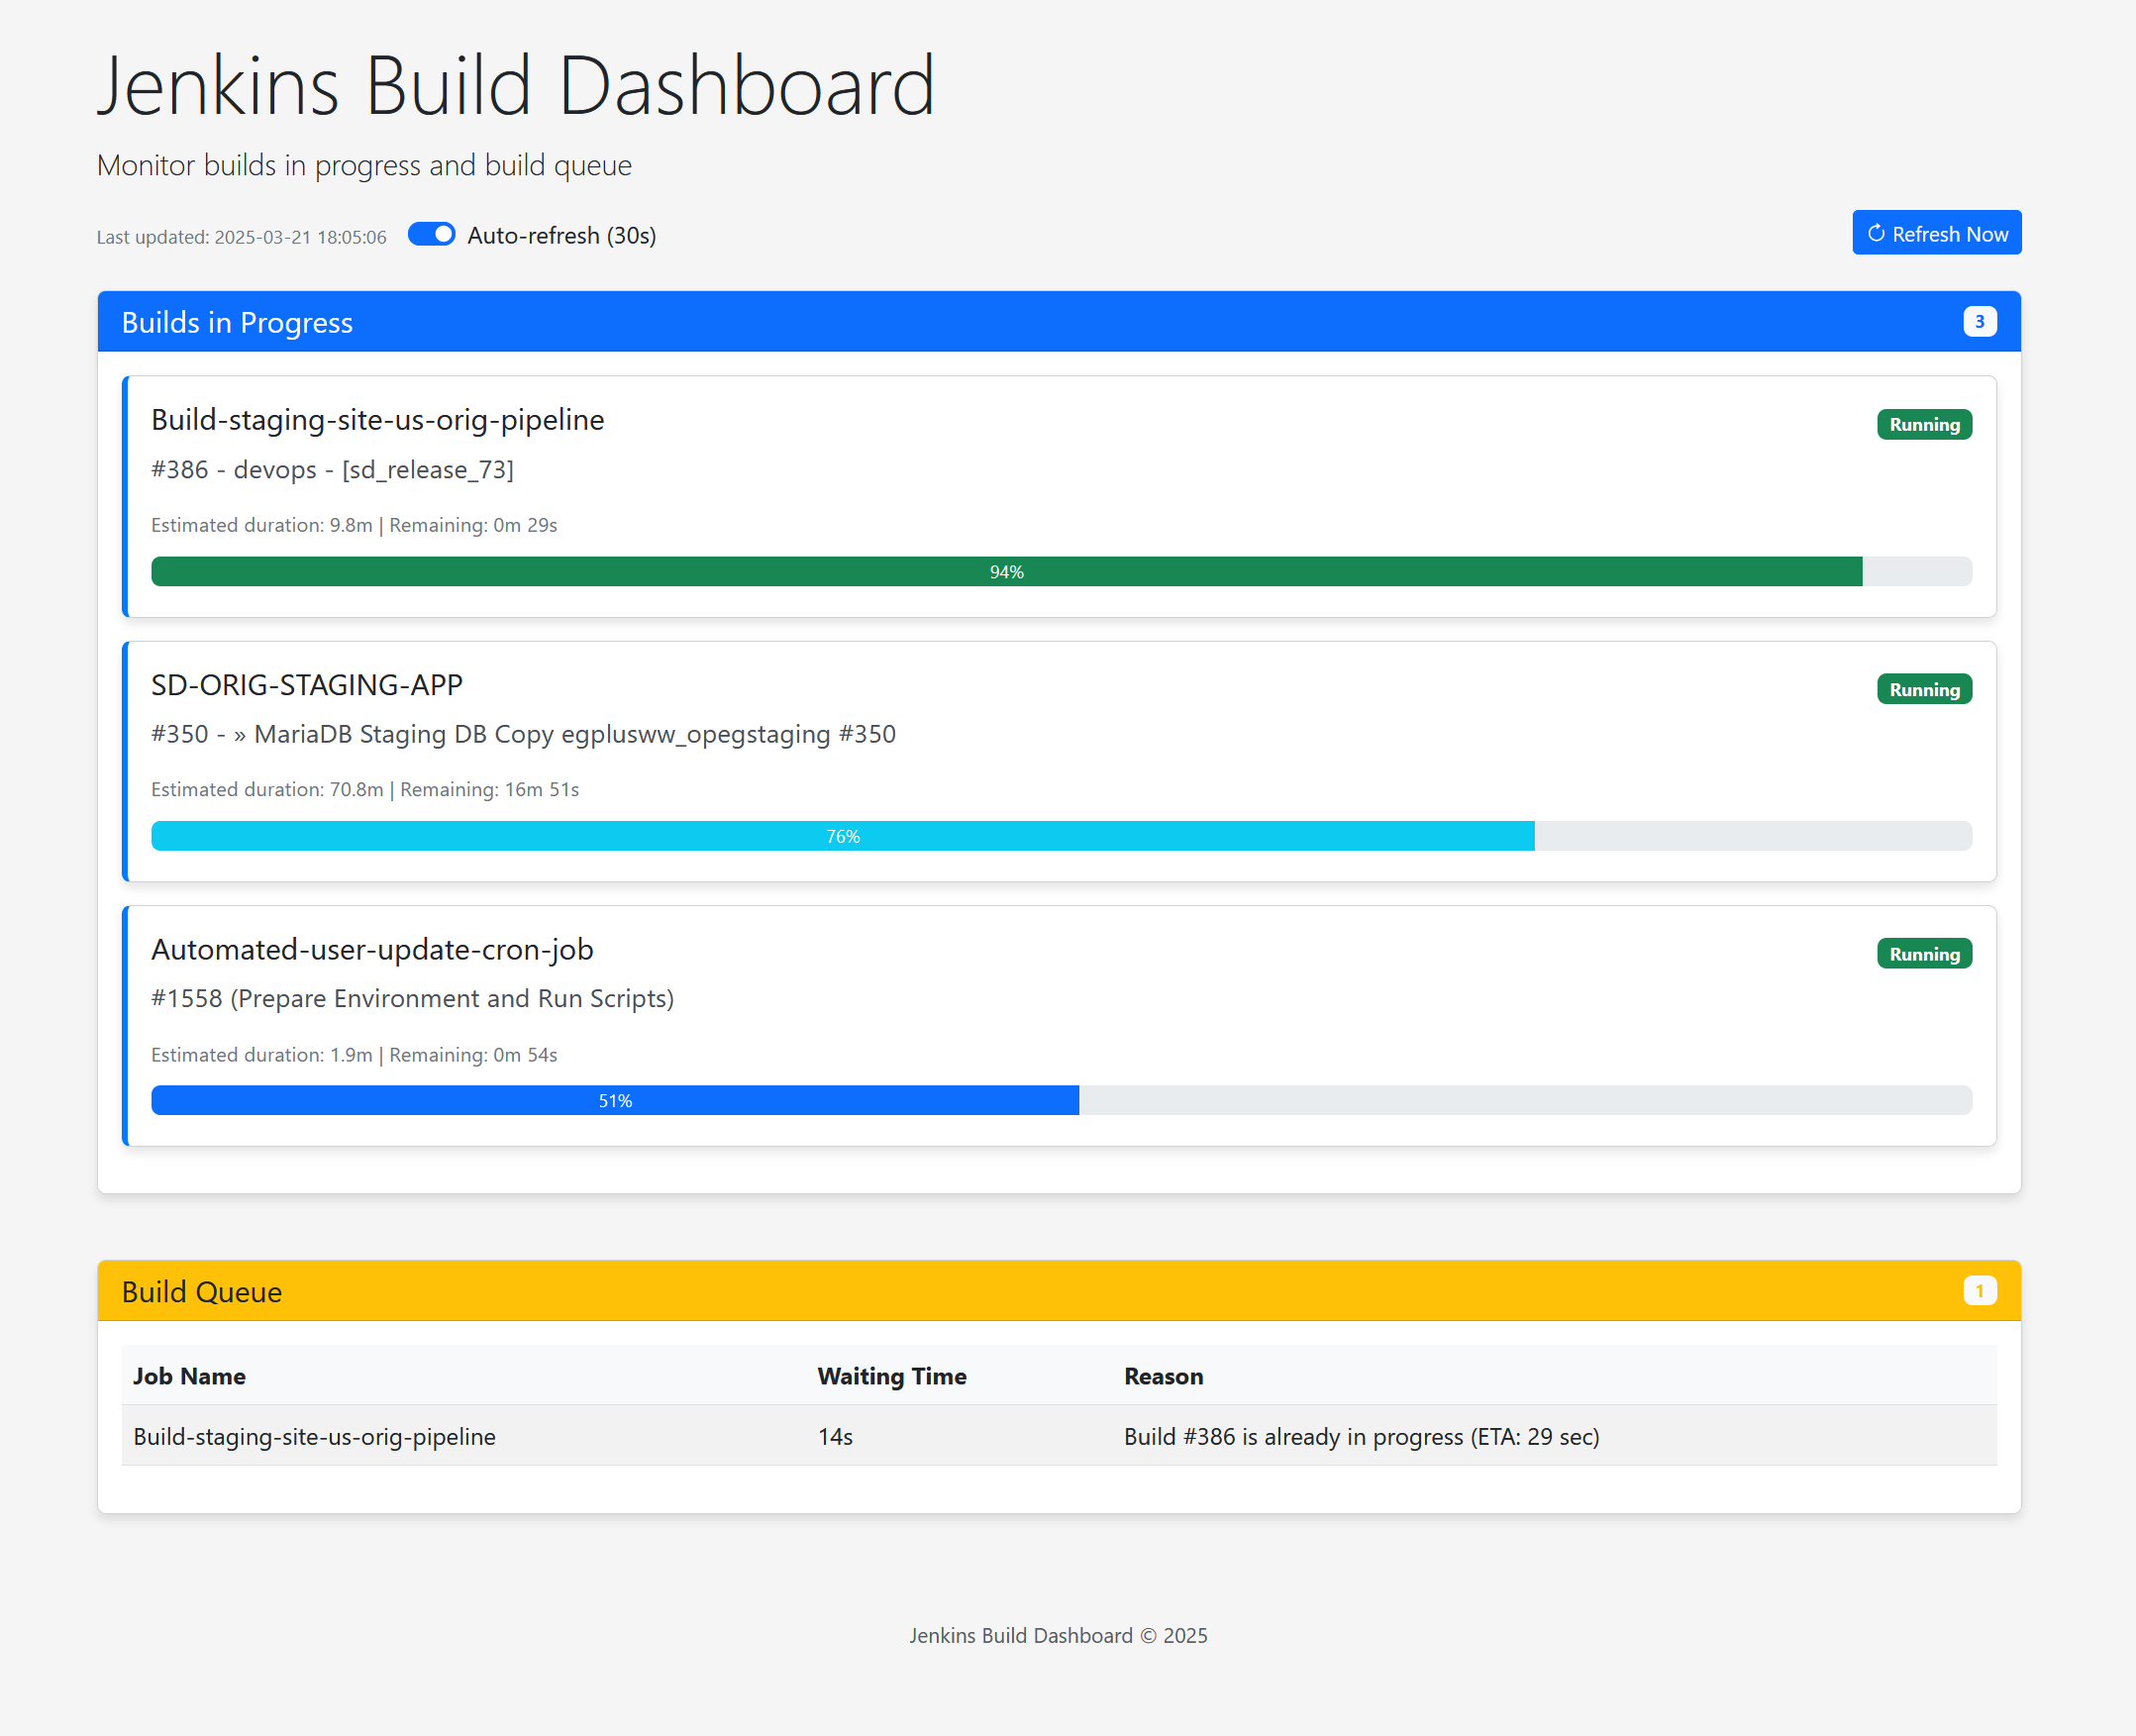 Jenkins Build Dashboard
Monitor builds in progress and build queue
Last updated: 2025-03-21 18:05:06 Auto-refresh (30s) Refresh Now
Builds in Progress 3
Build-staging-site-us-orig-pipeline Running
#386 - devops - [sd_release_73]
Estimated duration: 9.8m | Remaining: 0m 29s
94%
SD-ORIG-STAGING-APP Running
#350 - » MariaDB Staging DB Copy egplusww_opegstaging #350
Estimated duration: 70.8m | Remaining: 16m 51s
76%
Automated-user-update-cron-job Running
#1558 (Prepare Environment and Run Scripts)
Estimated duration: 1.9m | Remaining: 0m 54s
51%
Build Queue 1
Job Name Waiting Time Reason
Build-staging-site-us-orig-pipeline 14s Build #386 is already in progress (ETA: 29 sec)
Jenkins Build Dashboard © 2025